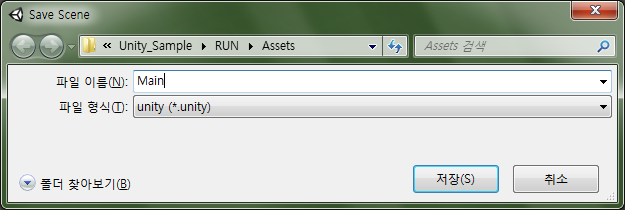 Save Scene
« Unity_Sample ▸ RUN ▸ Assets
Assets 검색
파일 이름(N): Main
파일 형식(T): unity (*.unity)
폴더 찾아보기(B)
저장(S)
취소